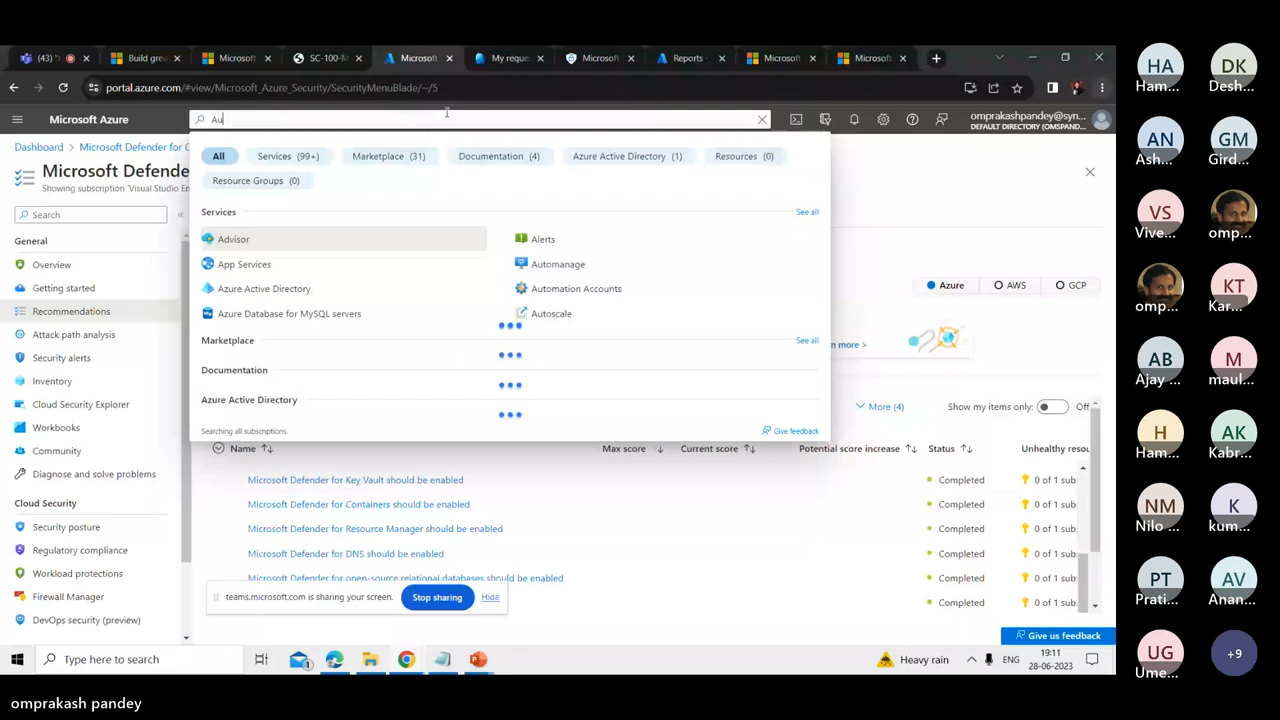 (43) "I
Build gre
Microsoft
SC-100-M
Microsoft
My reque
Microsoft
Reports -
Microsoft
Microsoft
portal.azure.com/#view/Microsoft_Azure_Security/SecurityMenuBlade/~/5
Microsoft Azure
Au
omprakashpandey@syn...
DEFAULT DIRECTORY (OMSPAND...
Dashboard > Microsoft Defender for C
Microsoft Defende
Showing subscription 'Visual Studio En
Search
General
Overview
Getting started
Recommendations
Attack path analysis
Security alerts
Inventory
Cloud Security Explorer
Workbooks
Community
Diagnose and solve problems
Cloud Security
Security posture
Regulatory compliance
Workload protections
Firewall Manager
DevOps security (preview)
All
Services (99+)
Marketplace (31)
Documentation (4)
Azure Active Directory (1)
Resources (0)
Resource Groups (0)
Services
See all
Advisor
Alerts
App Services
Automanage
Azure Active Directory
Automation Accounts
Azure Database for MySQL servers
Autoscale
Marketplace
See all
Documentation
Azure Active Directory
Searching all subscriptions.
Give feedback
Azure
AWS
GCP
n more >
More (4)
Show my items only:
Off
Name
Max score
Current score
Potential score increase
Status
Unhealthy resou
Microsoft Defender for Key Vault should be enabled
Completed
0 of 1 subs
Microsoft Defender for Containers should be enabled
Completed
0 of 1 subs
Microsoft Defender for Resource Manager should be enabled
Completed
0 of 1 subs
Microsoft Defender for DNS should be enabled
Completed
0 of 1 subs
Microsoft Defender for open-source relational databases should be enabled
Completed
0 of 1 subs
Completed
0 of 1 subs
teams.microsoft.com is sharing your screen.
Stop sharing
Hide
Give us feedback
Type here to search
Heavy rain
ENG
19:11
28-06-2023
HA
Ham...
DK
Desh...
AN
Ash...
GM
Gird...
VS
Vive...
omp...
omp...
KT
Kar...
AB
Ajay ...
M
maul...
H
Ham...
AK
Kabr...
NM
Nilo ...
K
kum...
PT
Prati...
AV
Anan...
UG
Ume...
+9
omprakash pandey